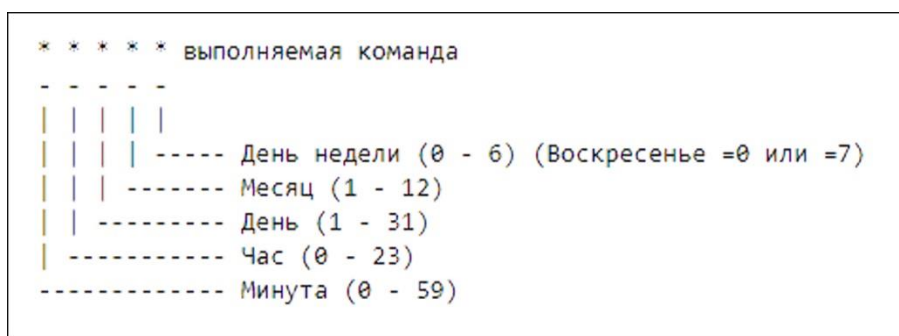 * * * * * выполняемая команда
- - - - -
| | | | |
| | | | ----- День недели (0 - 6) (Воскресенье =0 или =7)
| | | ------- Месяц (1 - 12)
| | --------- День (1 - 31)
| ----------- Час (0 - 23)
------------- Минута (0 - 59)